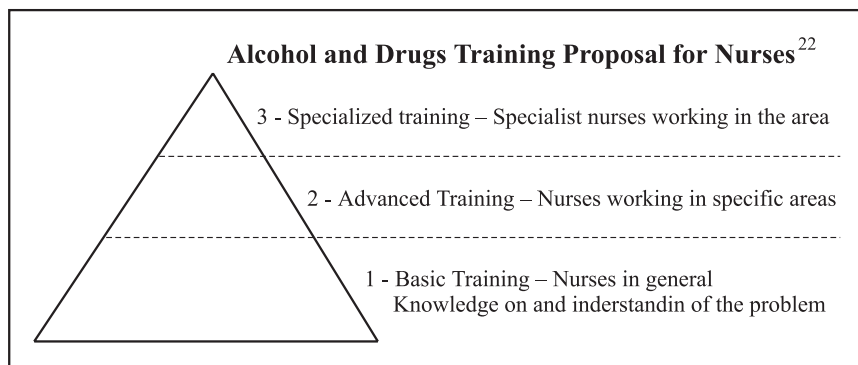 Alcohol and Drugs Training Proposal for Nurses22
3 - Specialized training – Specialist nurses working in the area
2 - Advanced Training – Nurses working in specific areas
1 - Basic Training – Nurses in general
Knowledge on and inderstandin of the problem